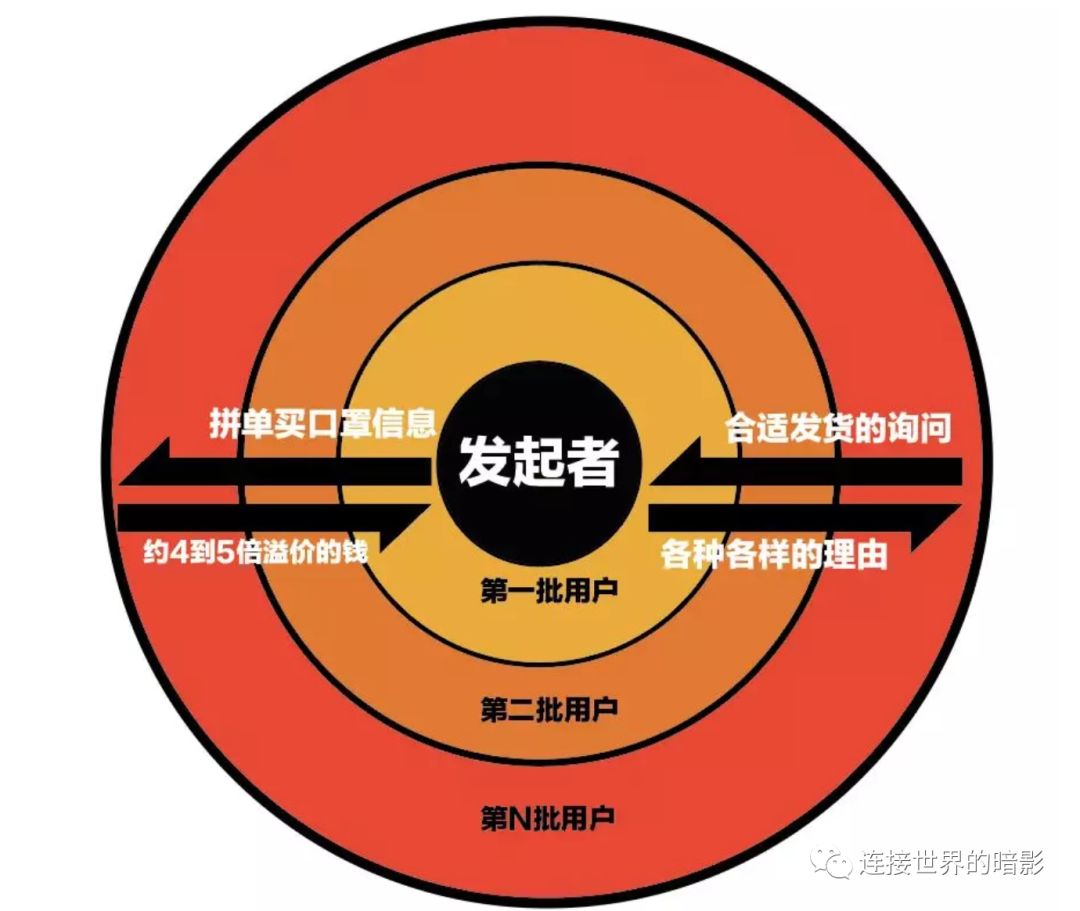 拼单买口罩信息
合适发货的询问
发起者
约4到5倍溢价的钱
各种各样的理由
第一批用户
第二批用户
第N批用户
连接世界的暗影